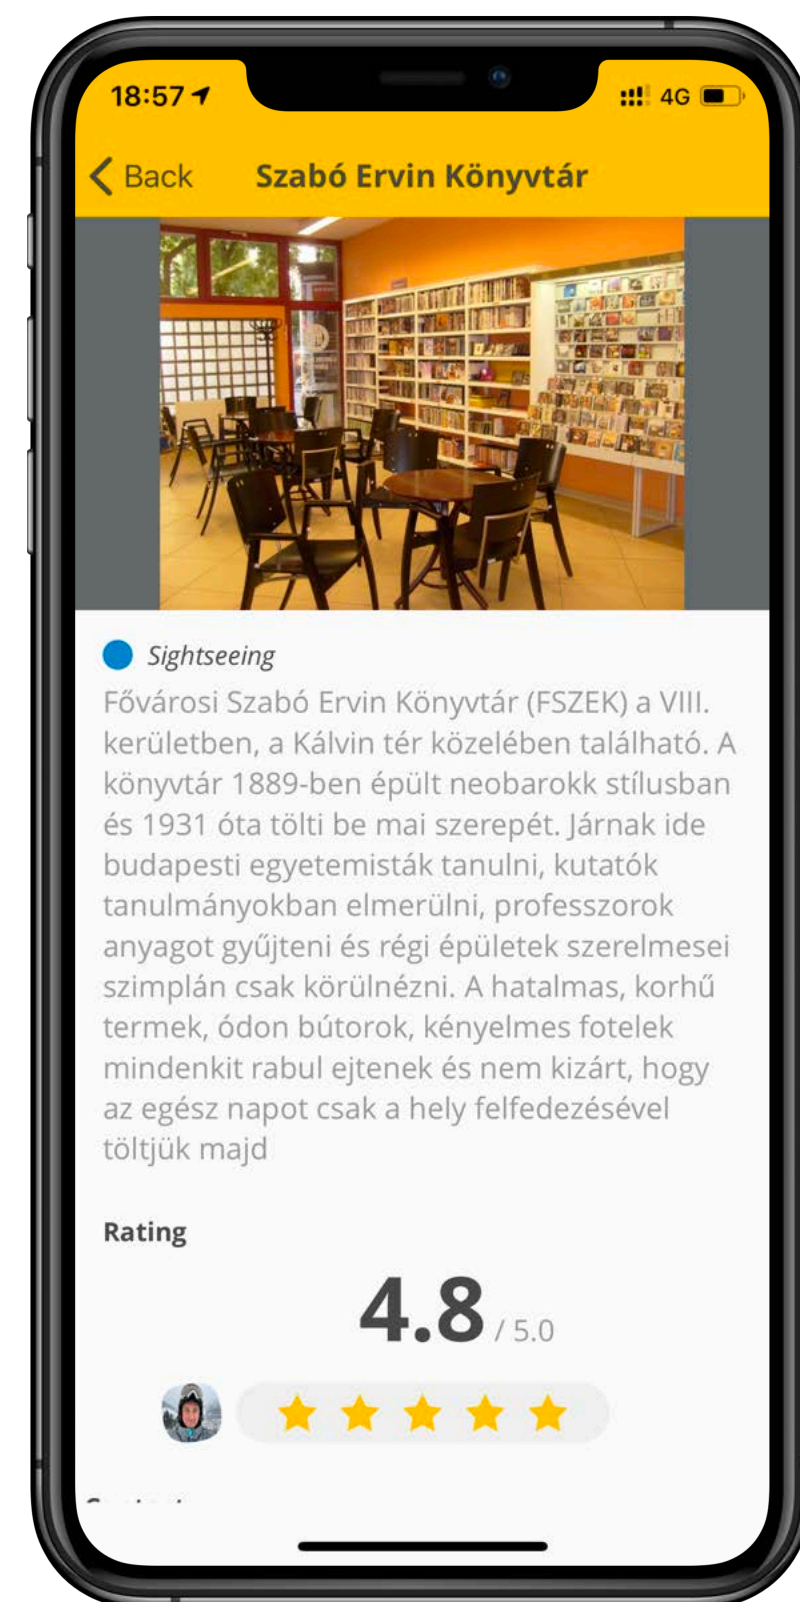 18:57
4G
Back
Szabó Ervin Könyvtár
Sightseeing
Fővárosi Szabó Ervin Könyvtár (FSZEK) a VIII.
kerületben, a Kálvin tér közelében található. A
könyvtár 1889-ben épült neobarokk stílusban
és 1931 óta tölti be mai szerepét. Járnak ide
budapesti egyetemisták tanulni, kutatók
tanulmányokban elmerülni, professzorok
anyagot gyűjteni és régi épületek szerelmesei
szimplán csak körülnézni. A hatalmas, korhű
termek, ódon bútorok, kényelmes fotelek
mindenkit rabul ejtenek és nem kizárt, hogy
az egész napot csak a hely felfedezésével
töltjük majd
Rating
4.8 / 5.0